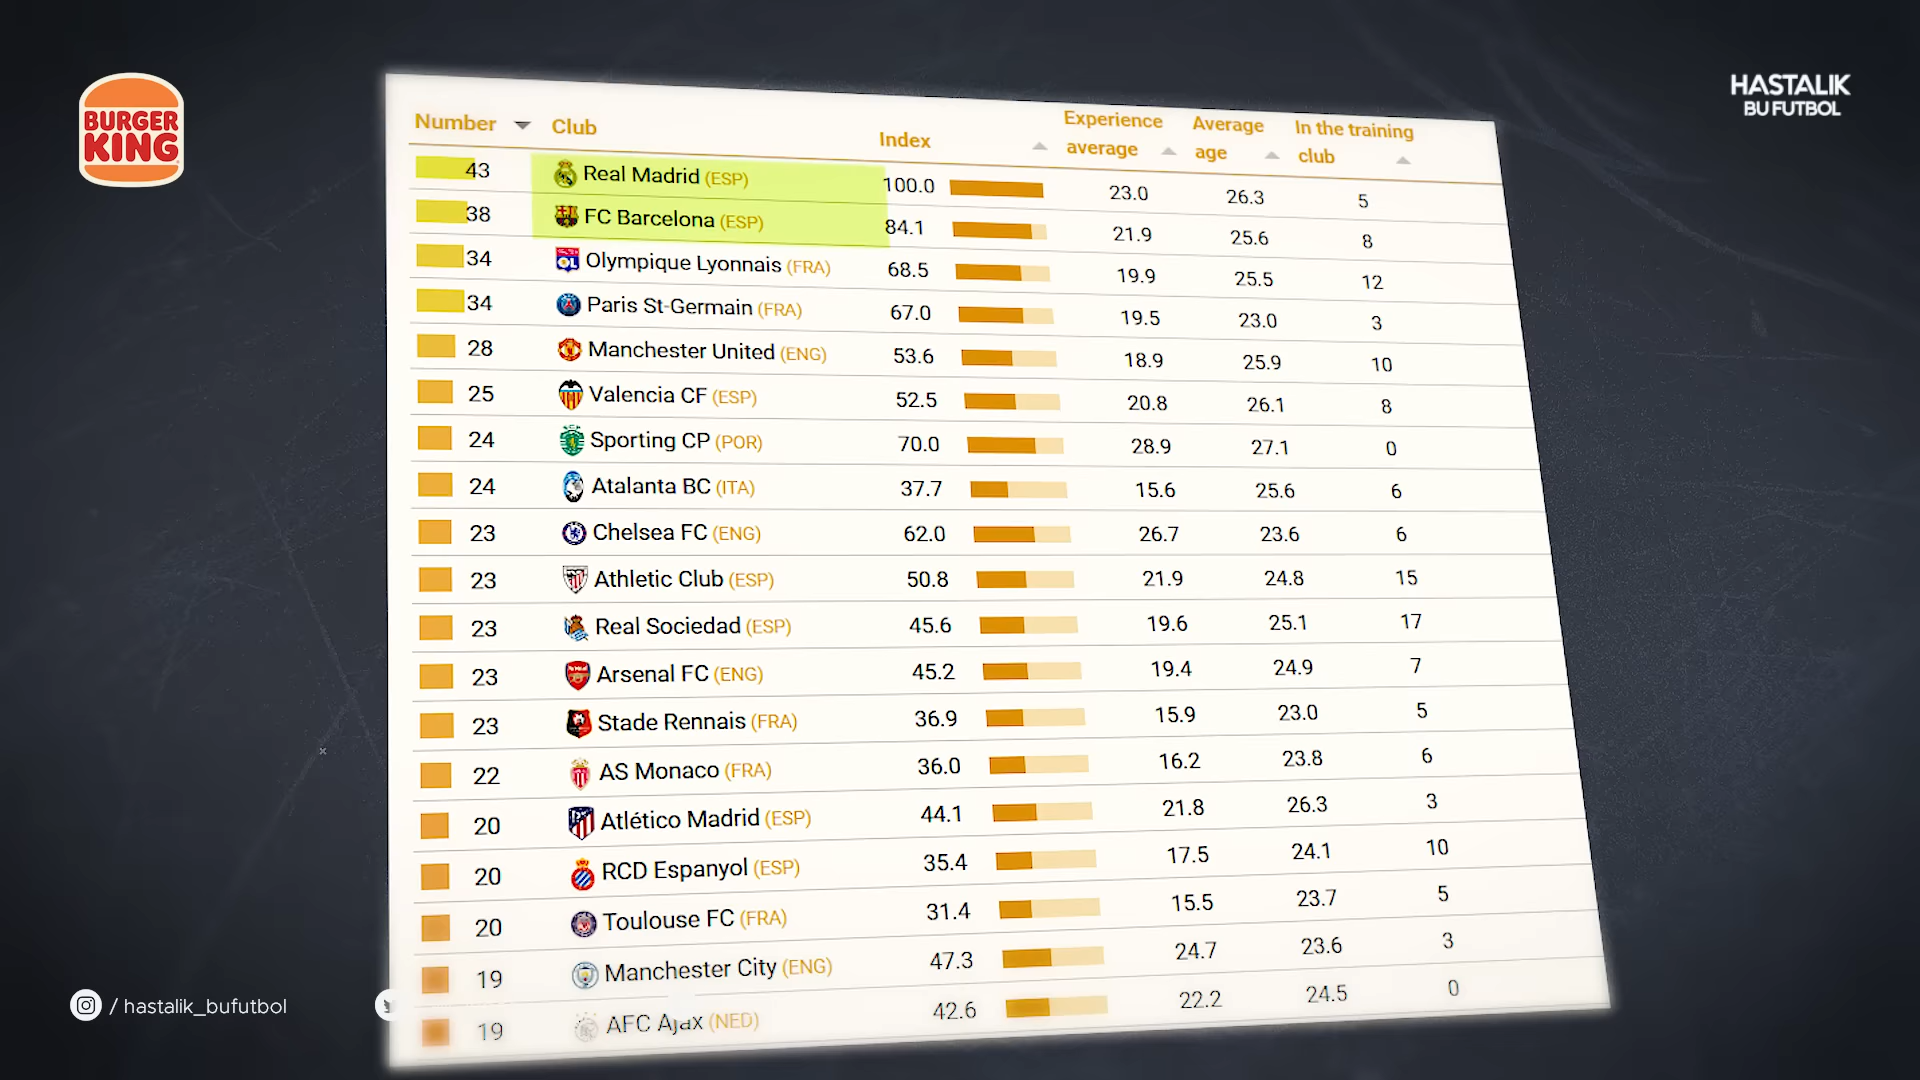 BURGER
KING
HASTALIK
BU FUTBOL
Number Club Index Experience average Average age In the training club
43 Real Madrid (ESP) 100.0 23.0 26.3 5
38 FC Barcelona (ESP) 84.1 21.9 25.6 8
34 Olympique Lyonnais (FRA) 68.5 19.9 25.5 12
34 Paris St-Germain (FRA) 67.0 19.5 23.0 3
28 Manchester United (ENG) 53.6 18.9 25.9 10
25 Valencia CF (ESP) 52.5 20.8 26.1 8
24 Sporting CP (POR) 70.0 28.9 27.1 0
24 Atalanta BC (ITA) 37.7 15.6 25.6 6
23 Chelsea FC (ENG) 62.0 26.7 23.6 6
23 Athletic Club (ESP) 50.8 21.9 24.8 15
23 Real Sociedad (ESP) 45.6 19.6 25.1 17
23 Arsenal FC (ENG) 45.2 19.4 24.9 7
23 Stade Rennais (FRA) 36.9 15.9 23.0 5
22 AS Monaco (FRA) 36.0 16.2 23.8 6
20 Atlético Madrid (ESP) 44.1 21.8 26.3 3
20 RCD Espanyol (ESP) 35.4 17.5 24.1 10
20 Toulouse FC (FRA) 31.4 15.5 23.7 5
19 Manchester City (ENG) 47.3 24.7 23.6 3
19 AFC Ajax (NED) 42.6 22.2 24.5 0
/ hastalik_bufutbol